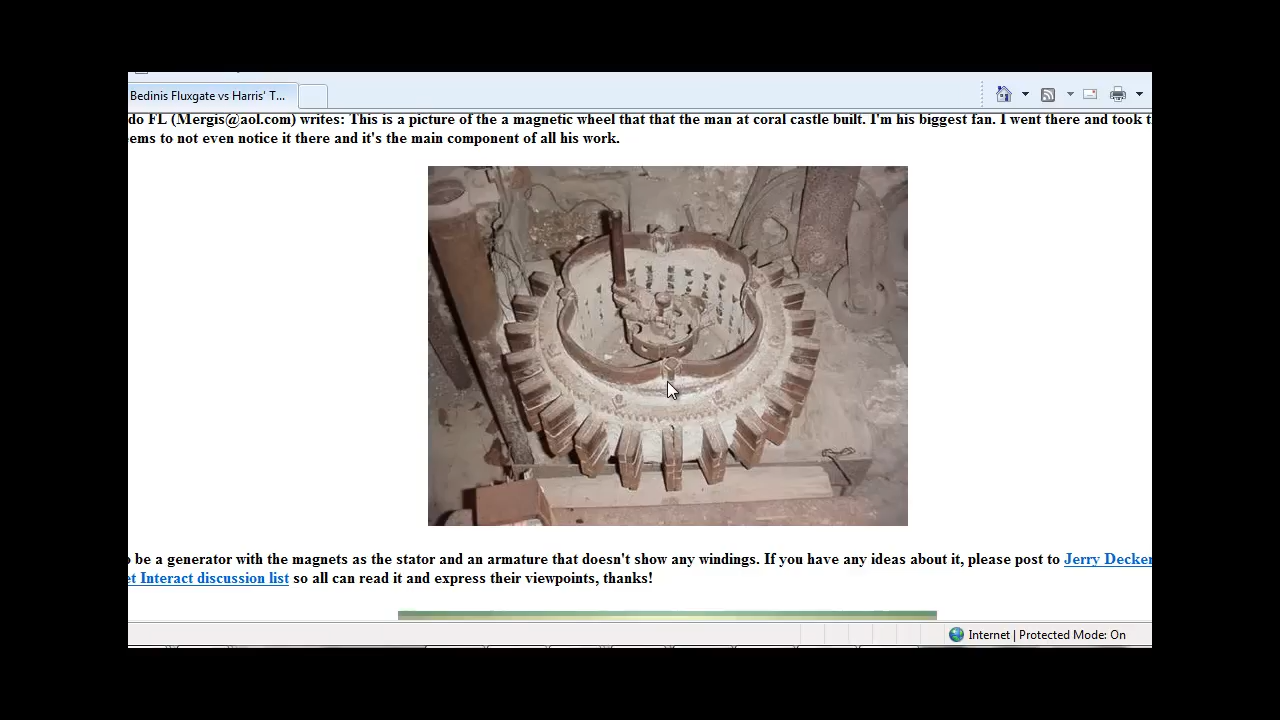 Bedinis Fluxgate vs Harris' T...
do FL (Mergis@aol.com) writes: This is a picture of the a magnetic wheel that that the man at coral castle built. I'm his biggest fan. I went there and took t
ems to not even notice it there and it's the main component of all his work.
be a generator with the magnets as the stator and an armature that doesn't show any windings. If you have any ideas about it, please post to Jerry Decker
et Interact discussion list so all can read it and express their viewpoints, thanks!
Internet | Protected Mode: On